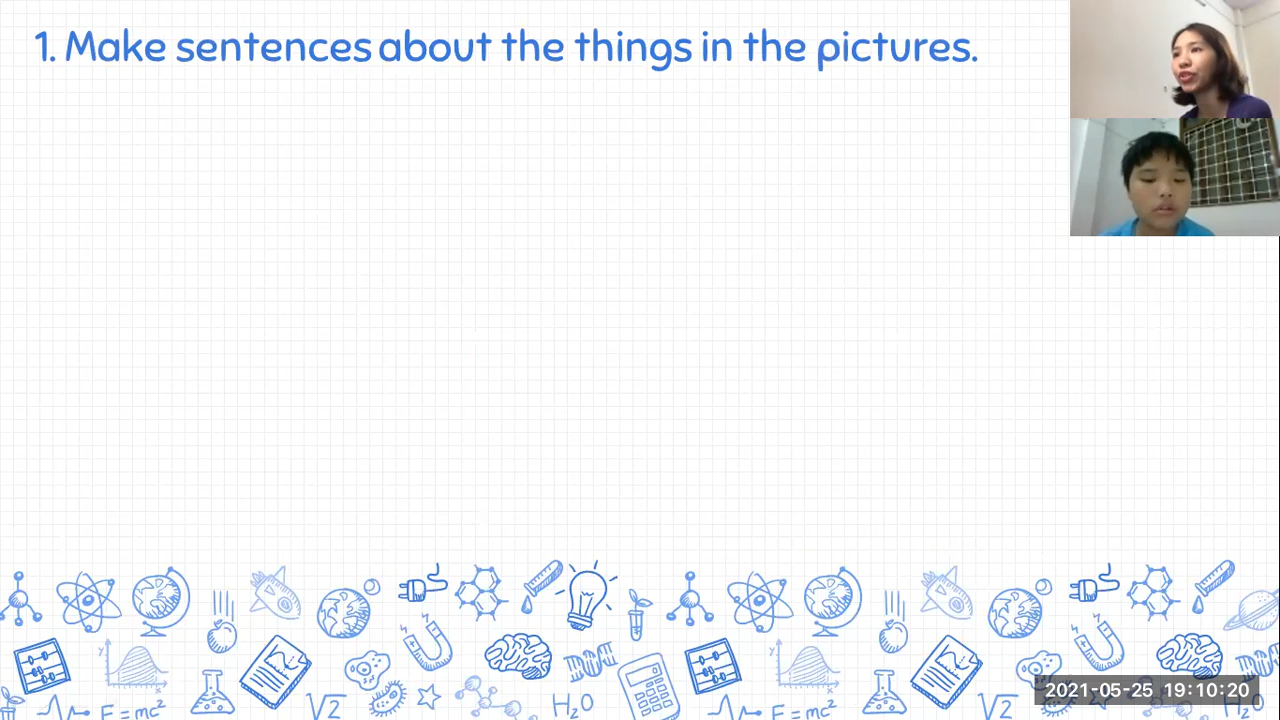 1. Make sentences about the things in the pictures.
E=mc²
√2
H₂O
√2
E=mc²
H₂O
2021-05-25 19:10:20